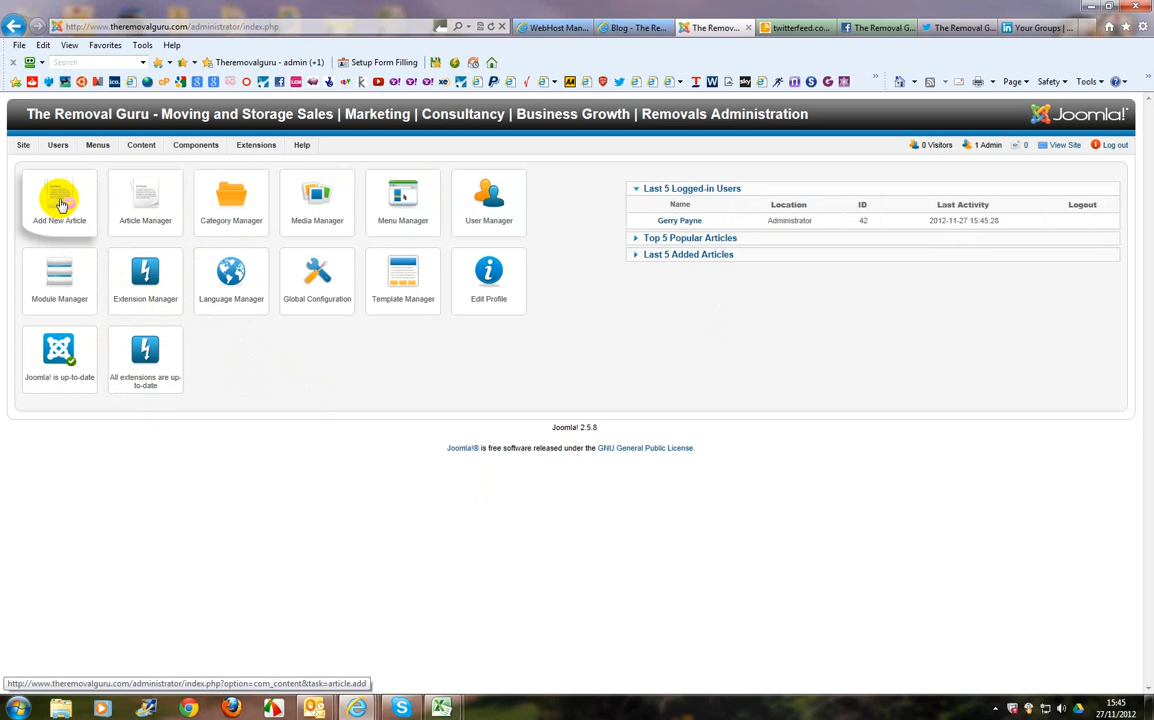 http://www.theremovalguru.com/administrator/index.php
WebHost Man...
Blog - The Re...
The Remov...
twitterfeed.co...
The Removal G...
The Removal G...
Your Groups | ...
File Edit View Favorites Tools Help
Search
Theremovalguru - admin (+1)
Setup Form Filling
Page Safety Tools
The Removal Guru - Moving and Storage Sales | Marketing | Consultancy | Business Growth | Removals Administration
Joomla!
Site Users Menus Content Components Extensions Help
0 Visitors 1 Admin 0 View Site Log out
Add New Article
Article Manager
Category Manager
Media Manager
Menu Manager
User Manager
Module Manager
Extension Manager
Language Manager
Global Configuration
Template Manager
Edit Profile
Joomla! is up-to-date
All extensions are up-
to-date
Last 5 Logged-in Users
Name Location ID Last Activity Logout
Gerry Payne Administrator 42 2012-11-27 15:45:28
Top 5 Popular Articles
Last 5 Added Articles
Joomla! 2.5.8
Joomla!® is free software released under the GNU General Public License.
http://www.theremovalguru.com/administrator/index.php?option=com_content&task=article.add
15:45
27/11/2012